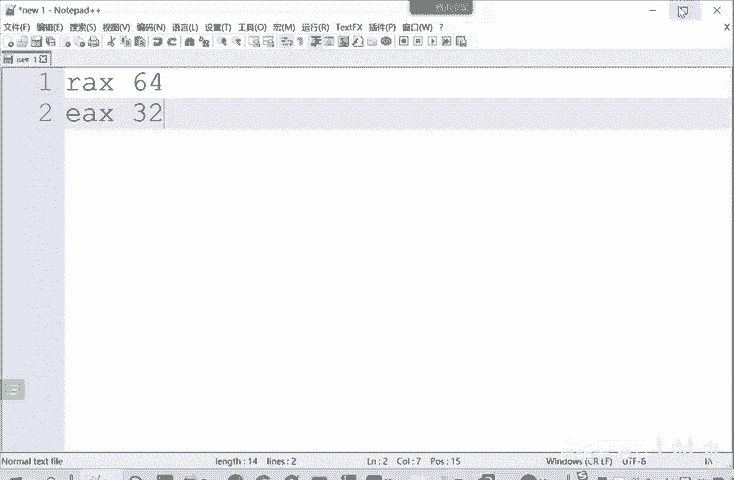 *new 1 - Notepad++
文件(F) 编辑(E) 搜索(S) 视图(V) 编码(N) 语言(L) 设置(T) 工具(O) 宏(M) 运行(R) TextFX 插件(P) 窗口(W) ? X
new 1
1 rax 64
2 eax 32
Normal text file length : 14 lines : 2 Ln : 2 Col : 7 Pos : 15 Windows (CR LF) UTF-8 IN